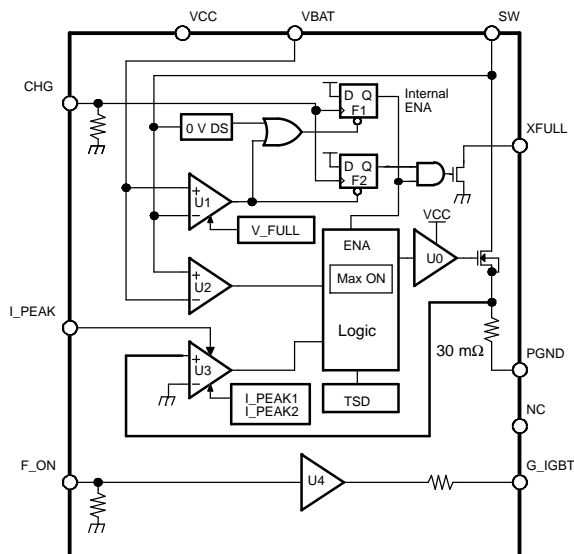 VCC
VBAT
SW
CHG
D Q
F1
Internal
ENA
0 V DS
XFULL
D Q
F2
+
U1
−
V_FULL
VCC
ENA
U0
+
U2
−
Max ON
I_PEAK
Logic
30 mΩ
+
U3
−
PGND
I_PEAK1
I_PEAK2
TSD
NC
F_ON
U4
G_IGBT